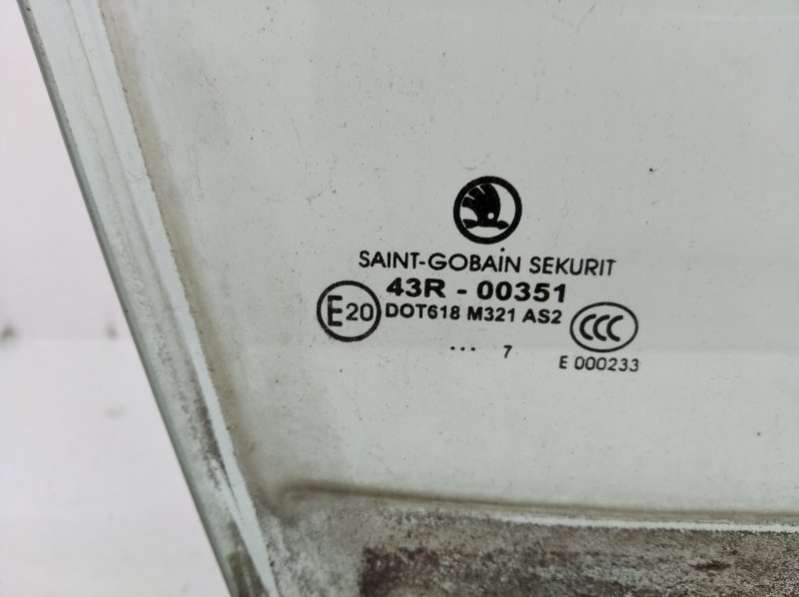 SAINT-GOBAIN SEKURIT
43R - 00351
E20 DOT618 M321 AS2 CCC
... 7 E 000233